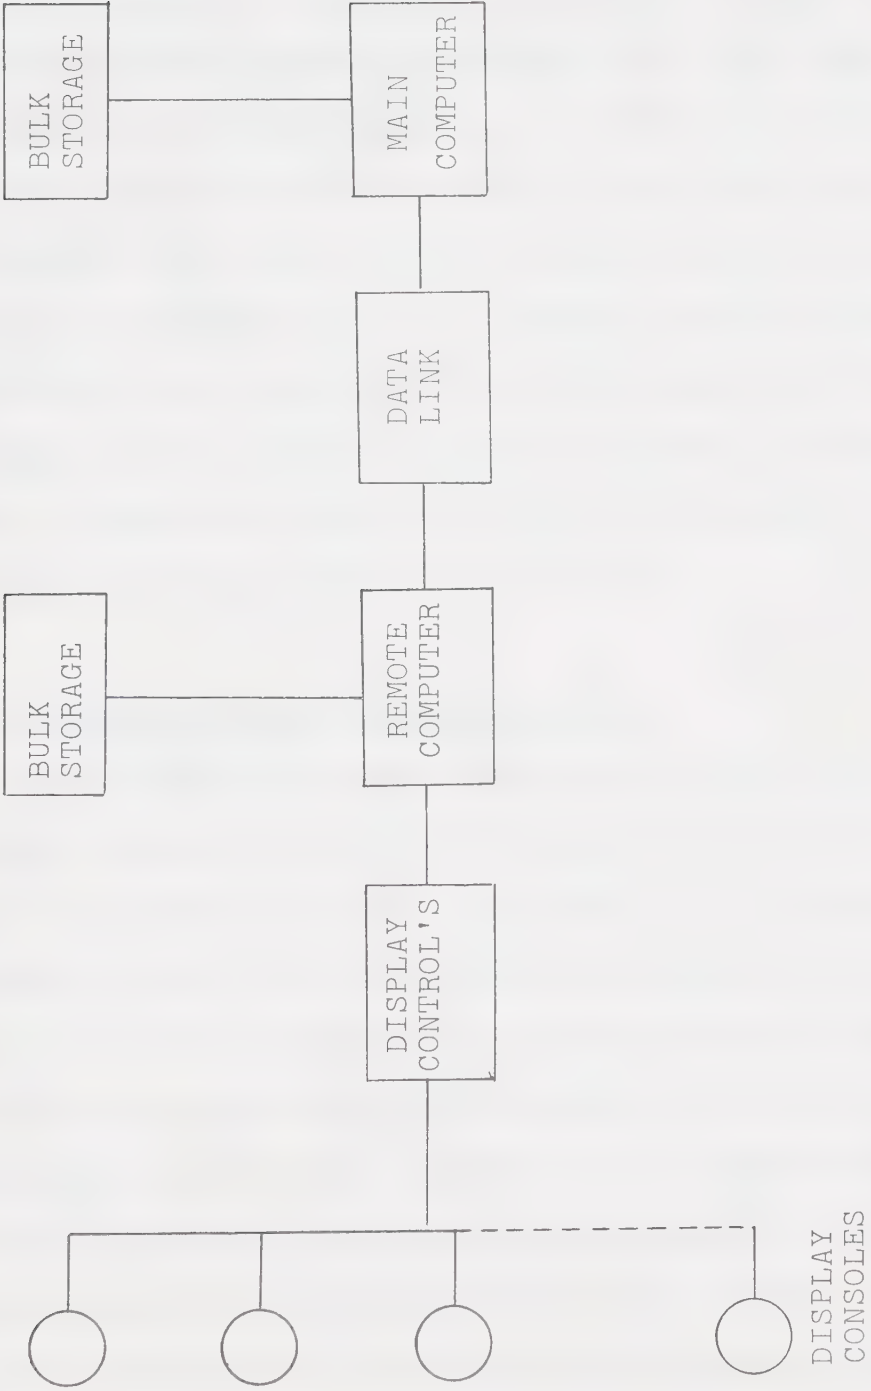 BULK
STORAGE
BULK
STORAGE
DISPLAY
CONTROL'S
REMOTE
COMPUTER
DATA
LINK
MAIN
COMPUTER
DISPLAY
CONSOLES